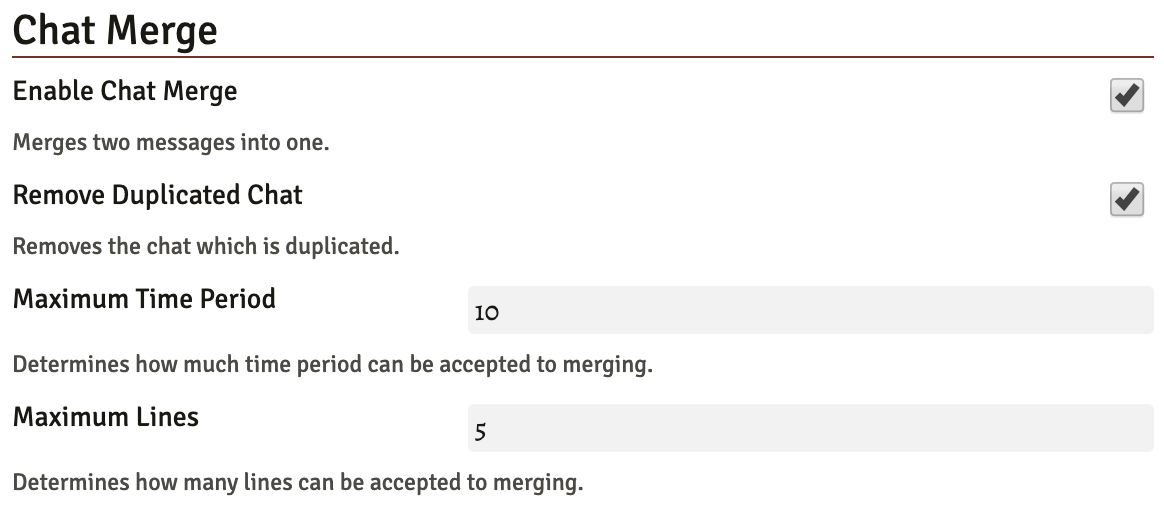 Chat Merge
Enable Chat Merge
Merges two messages into one.
Remove Duplicated Chat
Removes the chat which is duplicated.
Maximum Time Period
10
Determines how much time period can be accepted to merging.
Maximum Lines
5
Determines how many lines can be accepted to merging.